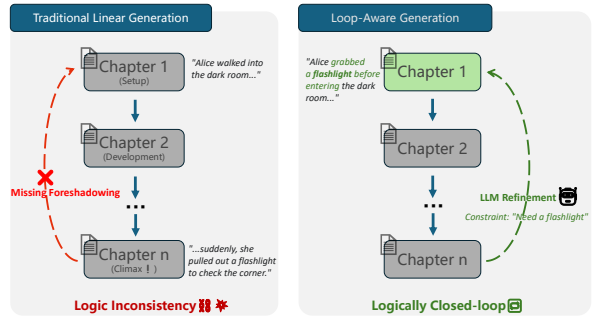 Traditional Linear Generation
Chapter 1
(Setup)
"Alice walked into
the dark room..."
Chapter 2
(Development)
Missing Foreshadowing
...
Chapter n
(Climax！)
"...suddenly, she
pulled out a flashlight
to check the corner."
Logic Inconsistency
Loop-Aware Generation
"Alice grabbed
a flashlight before
entering the dark
room..."
Chapter 1
Chapter 2
...
LLM Refinement
Constraint: "Need a flashlight"
Chapter n
Logically Closed-loop